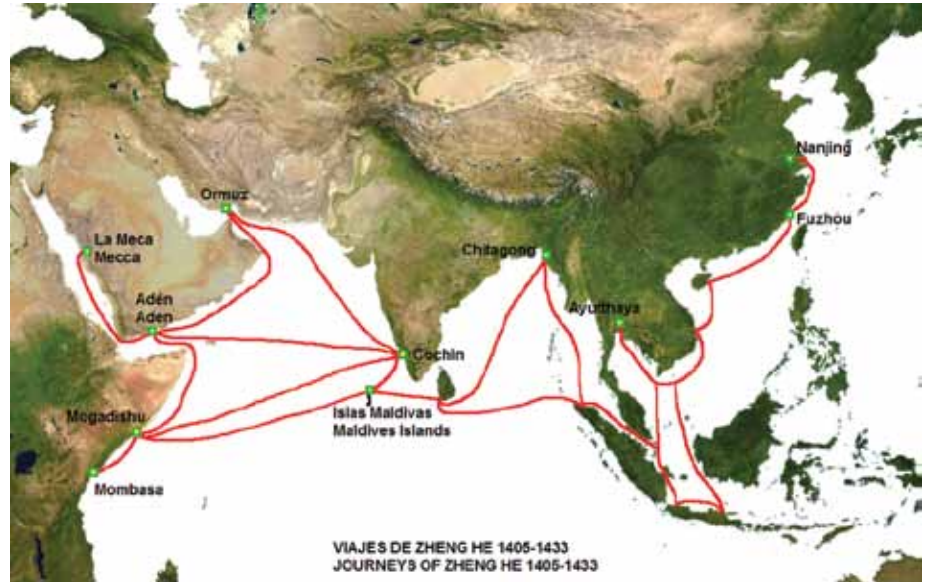 Nanjing
Ormuz
Fuzhou
La Meca
Mecca
Chitagong
Adén
Aden
Ayutthaya
Cochin
Mogadishu
Islas Maldivas
Maldives Islands
Mombasa
VIAJES DE ZHENG HE 1405-1433
JOURNEYS OF ZHENG HE 1405-1433